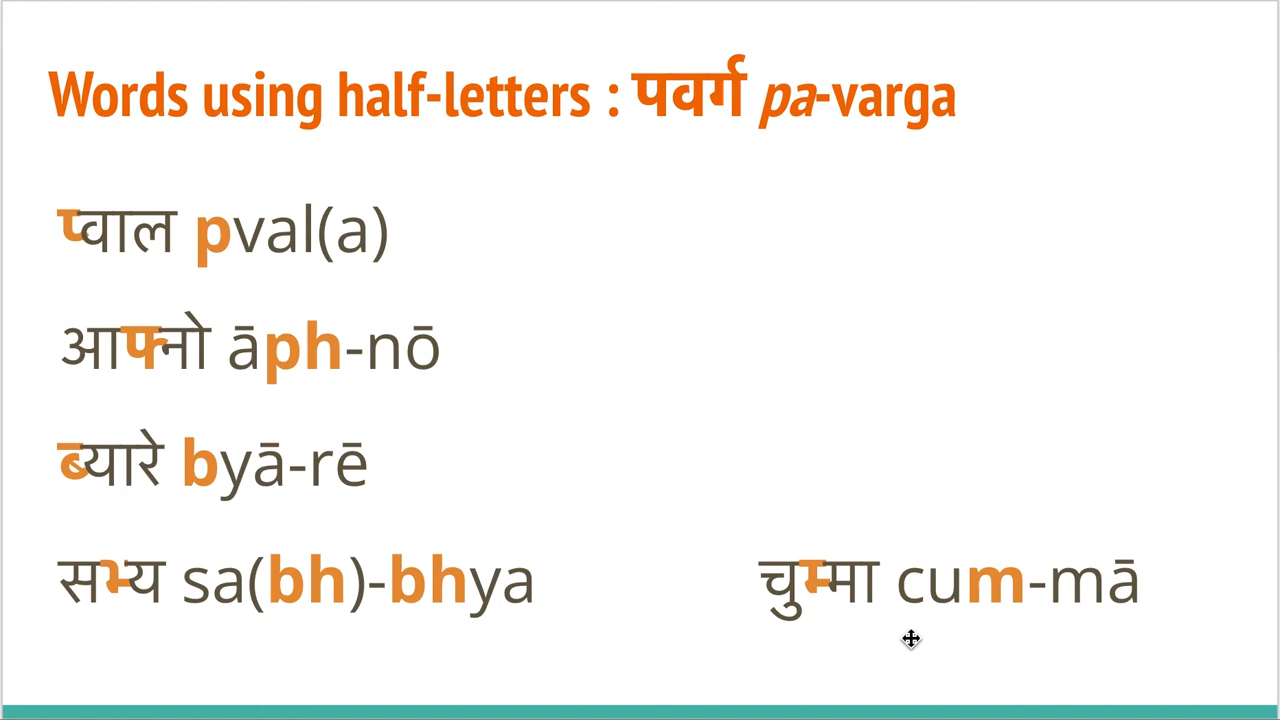 Words using half-letters : पवर्ग pa-varga
प्वाल pval(a)
आफ्नो āph-nō
ब्यारे byā-rē
सभ्य sa(bh)-bhya
चुम्मा cum-mā